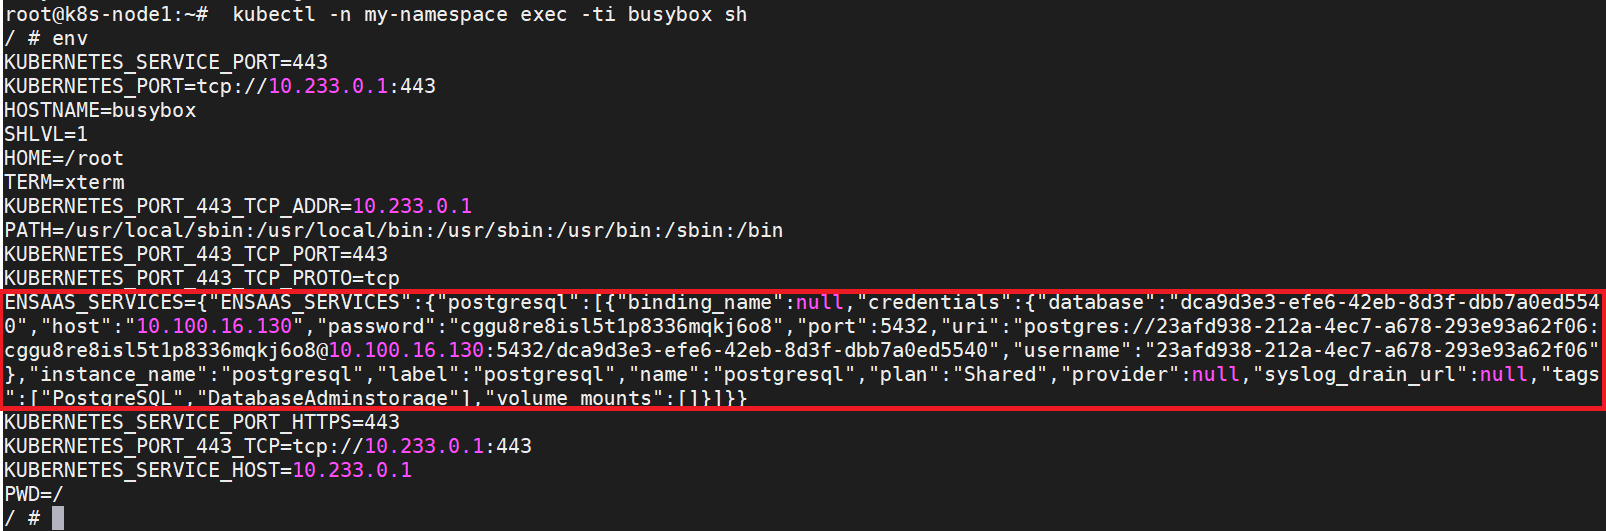 root@k8s-node1:~#  kubectl -n my-namespace exec -ti busybox sh
/ # env
KUBERNETES_SERVICE_PORT=443
KUBERNETES_PORT=tcp://10.233.0.1:443
HOSTNAME=busybox
SHLVL=1
HOME=/root
TERM=xterm
KUBERNETES_PORT_443_TCP_ADDR=10.233.0.1
PATH=/usr/local/sbin:/usr/local/bin:/usr/sbin:/usr/bin:/sbin:/bin
KUBERNETES_PORT_443_TCP_PORT=443
KUBERNETES_PORT_443_TCP_PROTO=tcp
ENSAAS_SERVICES={"ENSAAS_SERVICES":{"postgresql":[{"binding_name":null,"credentials":{"database":"dca9d3e3-efe6-42eb-8d3f-dbb7a0ed554
0","host":"10.100.16.130","password":"cggu8re8isl5t1p8336mqkj6o8","port":5432,"uri":"postgres://23afd938-212a-4ec7-a678-293e93a62f06:
cggu8re8isl5t1p8336mqkj6o8@10.100.16.130:5432/dca9d3e3-efe6-42eb-8d3f-dbb7a0ed5540","username":"23afd938-212a-4ec7-a678-293e93a62f06"
},"instance_name":"postgresql","label":"postgresql","name":"postgresql","plan":"Shared","provider":null,"syslog_drain_url":null,"tags
":["PostgreSQL","DatabaseAdminstorage"],"volume_mounts":[]}]}}
KUBERNETES_SERVICE_PORT_HTTPS=443
KUBERNETES_PORT_443_TCP=tcp://10.233.0.1:443
KUBERNETES_SERVICE_HOST=10.233.0.1
PWD=/
/ #